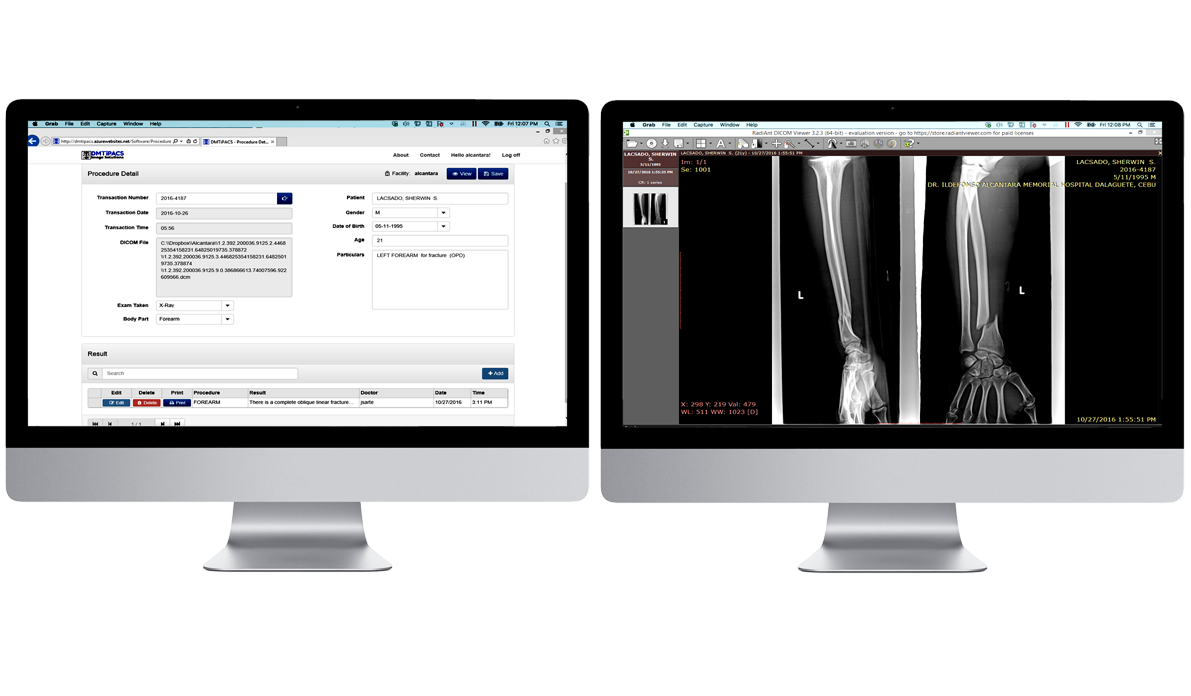 Grab File Edit Capture Window Help Fri 12:07 PM
http://dmtipacs.azurewebsites.net/Software/Procedure DMTiPACS - Procedure Det...
DMTiPACS
Image Solutions
About Contact Hello alcantara! Log off
Procedure Detail Facility: alcantara View Save
Transaction Number 2016-4187 Patient LACSADO, SHERWIN S.
Transaction Date 2016-10-26 Gender M
Transaction Time 05:56 Date of Birth 05-11-1995
DICOM File Age 21
C:\Dropbox\Alcantara\1.2.392.200036.9125.2.4468
825354158231.64825019735.378872
\1.2.392.200036.9125.3.446825354158231.6482501
9735.378874
\1.2.392.200036.9125.9.0.386866613.74007596.922
609566.dcm
Particulars LEFT FOREARM for fracture (OPD)
Exam Taken X-Ray
Body Part Forearm
Result
Search Add
Edit Delete Print Procedure Result Doctor Date Time
Edit Delete Print FOREARM There is a complete oblique linear fracture... jsarte 10/27/2016 3:11 PM
1 / 1
Grab File Edit Capture Window Help Fri 12:08 PM
RadiAnt DICOM Viewer 3.2.3 (64-bit) - evaluation version - go to https://store.radiantviewer.com for paid licenses
LACSADO, SHERWIN S. (21y) - 10/27/2016 1:55:51 PM
LACSADO, SHERWIN
S.
5/11/1995
10/27/2016 1:55:25 PM
CR: 1 series
1
Im: 1/1
Se: 1001
LACSADO, SHERWIN S.
2016-4187
5/11/1995 M
MEMORIAL HOSPITAL DALAGUETE, CEBU
L
L
X: 298 Y: 219 Val: 479
WL: 511 WW: 1023 [D]
10/27/2016 1:55:51 PM